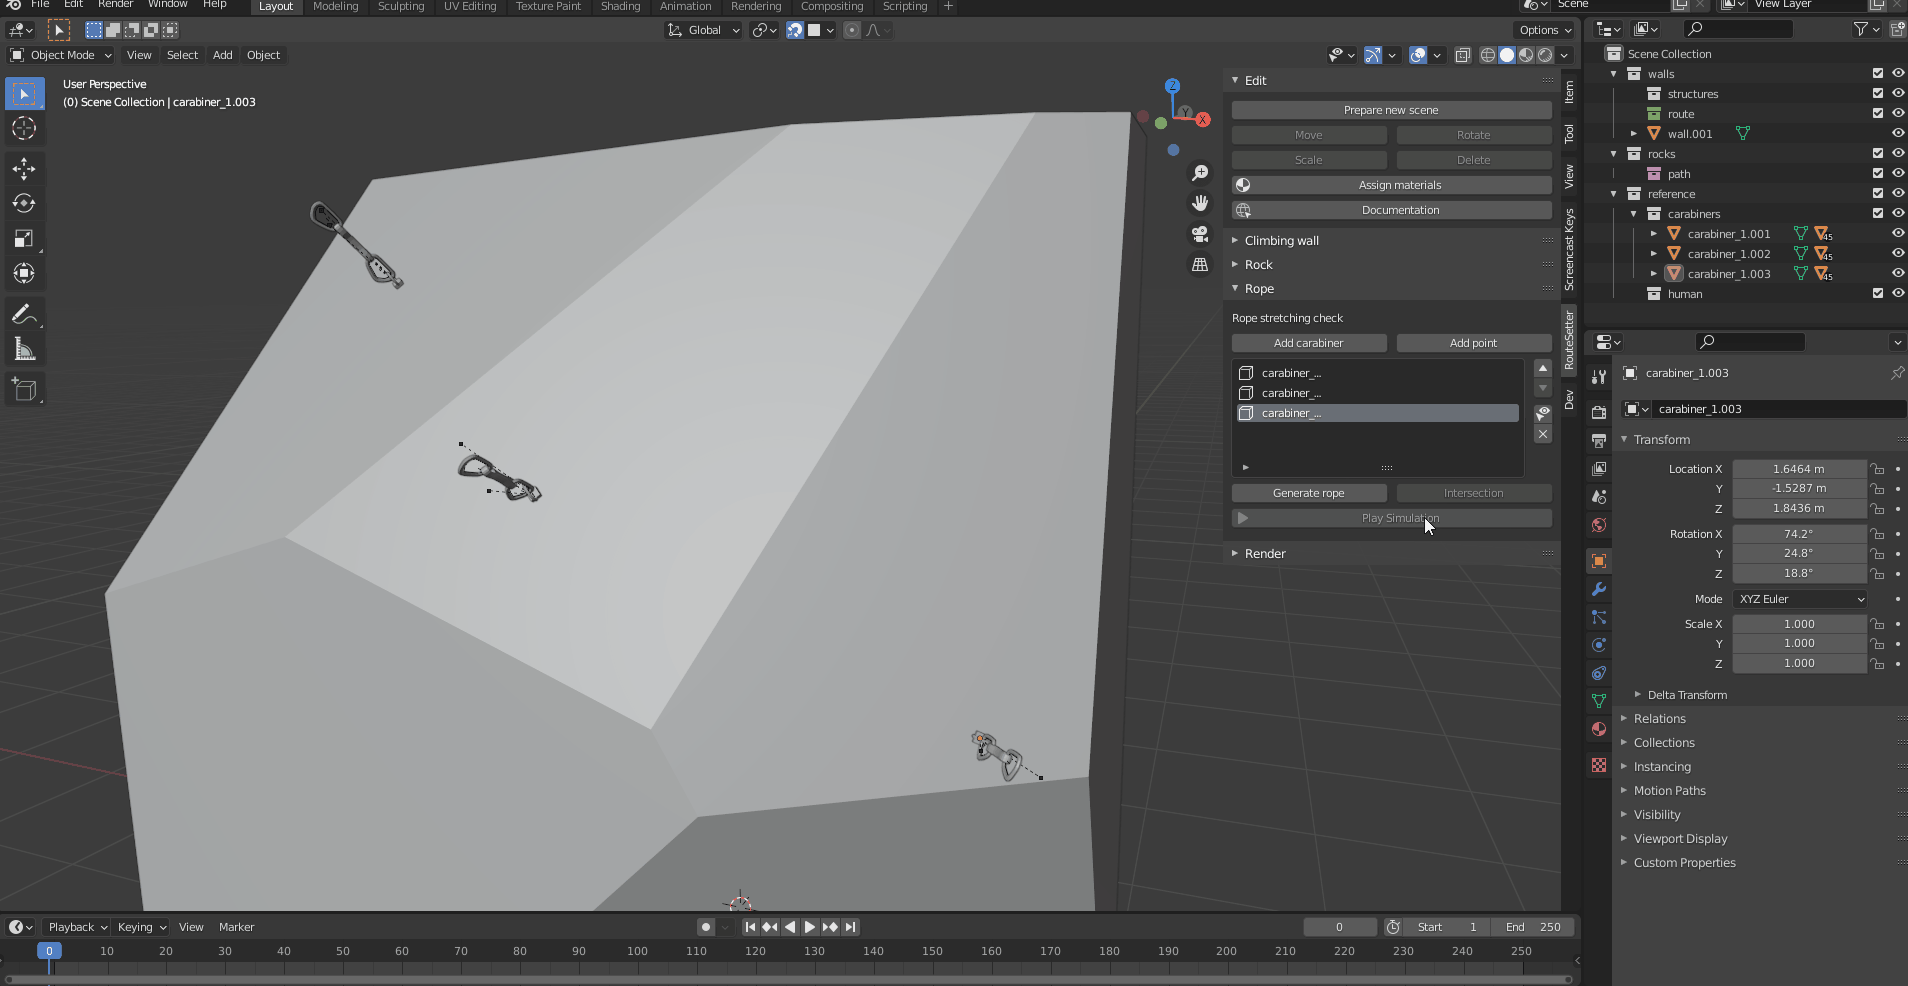 File Edit Render Window Help Layout Modeling Sculpting UV Editing Texture Paint Shading Animation Rendering Compositing Scripting + Scene View Layer
Global Options
Object Mode View Select Add Object
User Perspective
(0) Scene Collection | carabiner_1.003
Z
Y
X
Edit
Prepare new scene
Move Rotate
Scale Delete
Assign materials
Documentation
Climbing wall
Rock
Rope
Rope stretching check
Add carabiner Add point
carabiner_...
carabiner_...
carabiner_...
Generate rope Intersection
Play Simulation
Render
Item
Tool
View
Screencast Keys
RouteSetter
Dev
Scene Collection
walls
structures
route
wall.001
rocks
path
reference
carabiners
carabiner_1.001 45
carabiner_1.002 45
carabiner_1.003 45
human
carabiner_1.003
carabiner_1.003
Transform
Location X 1.6464 m
Y -1.5287 m
Z 1.8436 m
Rotation X 74.2°
Y 24.8°
Z 18.8°
Mode XYZ Euler
Scale X 1.000
Y 1.000
Z 1.000
Delta Transform
Relations
Collections
Instancing
Motion Paths
Visibility
Viewport Display
Custom Properties
Playback Keying View Marker 0 Start 1 End 250
0 10 20 30 40 50 60 70 80 90 100 110 120 130 140 150 160 170 180 190 200 210 220 230 240 250